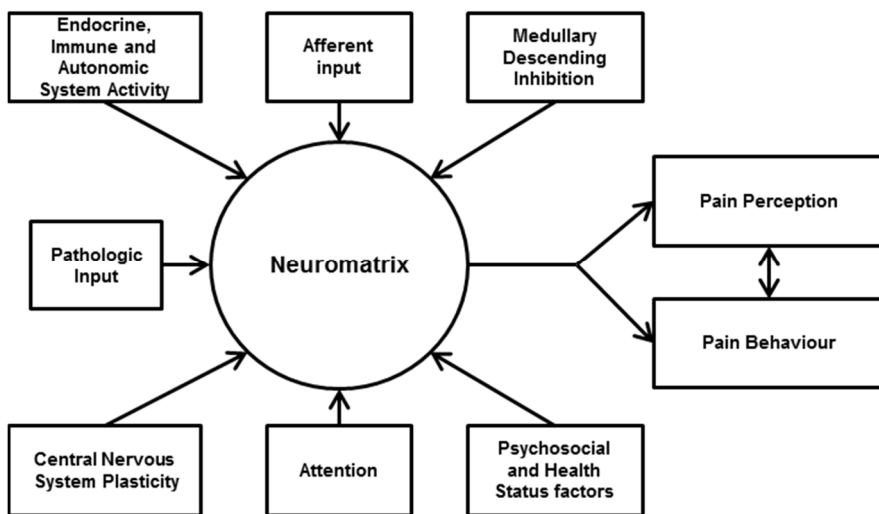 Endocrine,
Immune and
Autonomic
System Activity
Afferent
input
Medullary
Descending
Inhibition
Pain Perception
Pathologic
Input
Neuromatrix
Pain Behaviour
Central Nervous
System Plasticity
Attention
Psychosocial
and Health
Status factors